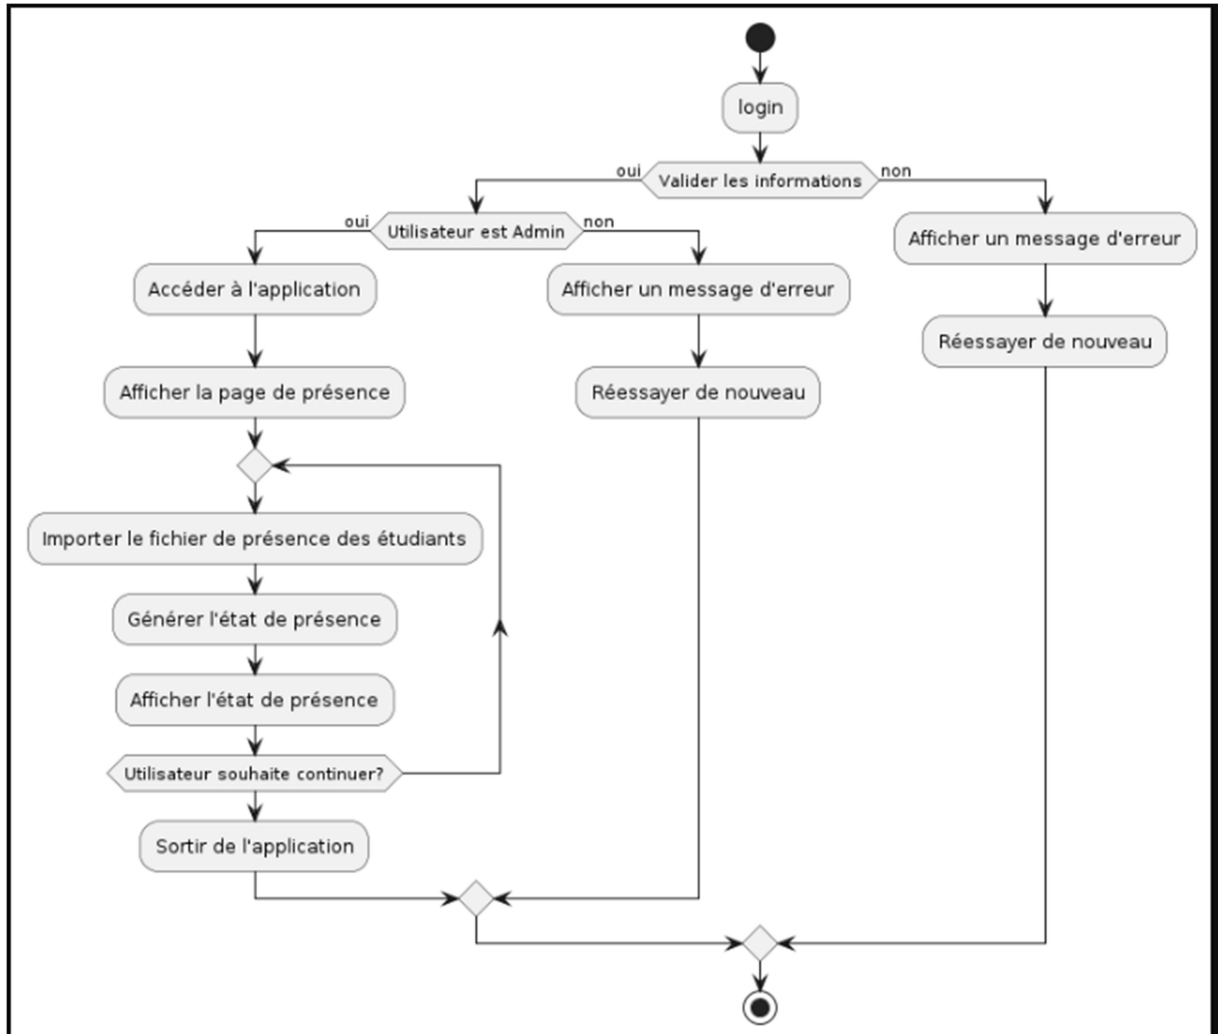 login
oui
Valider les informations
non
oui
Utilisateur est Admin
non
Afficher un message d'erreur
Accéder à l'application
Afficher un message d'erreur
Réessayer de nouveau
Afficher la page de présence
Réessayer de nouveau
Importer le fichier de présence des étudiants
Générer l'état de présence
Afficher l'état de présence
Utilisateur souhaite continuer?
Sortir de l'application